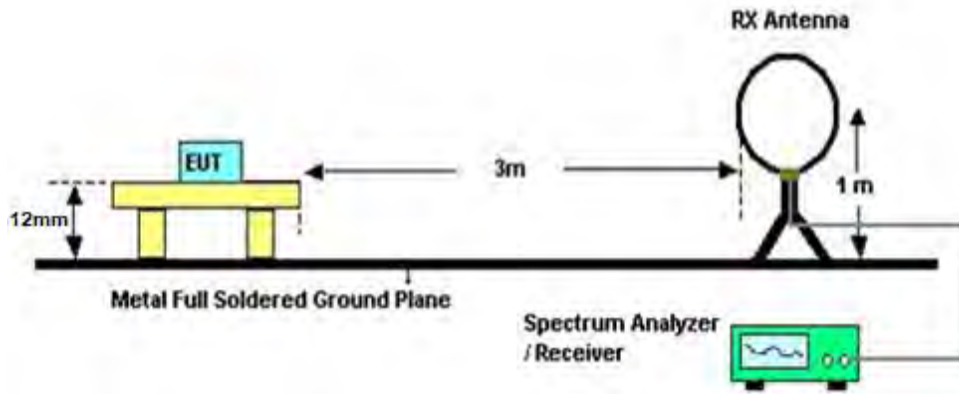 RX Antenna
EUT
3m
1 m
12mm
Metal Full Soldered Ground Plane
Spectrum Analyzer
/ Receiver